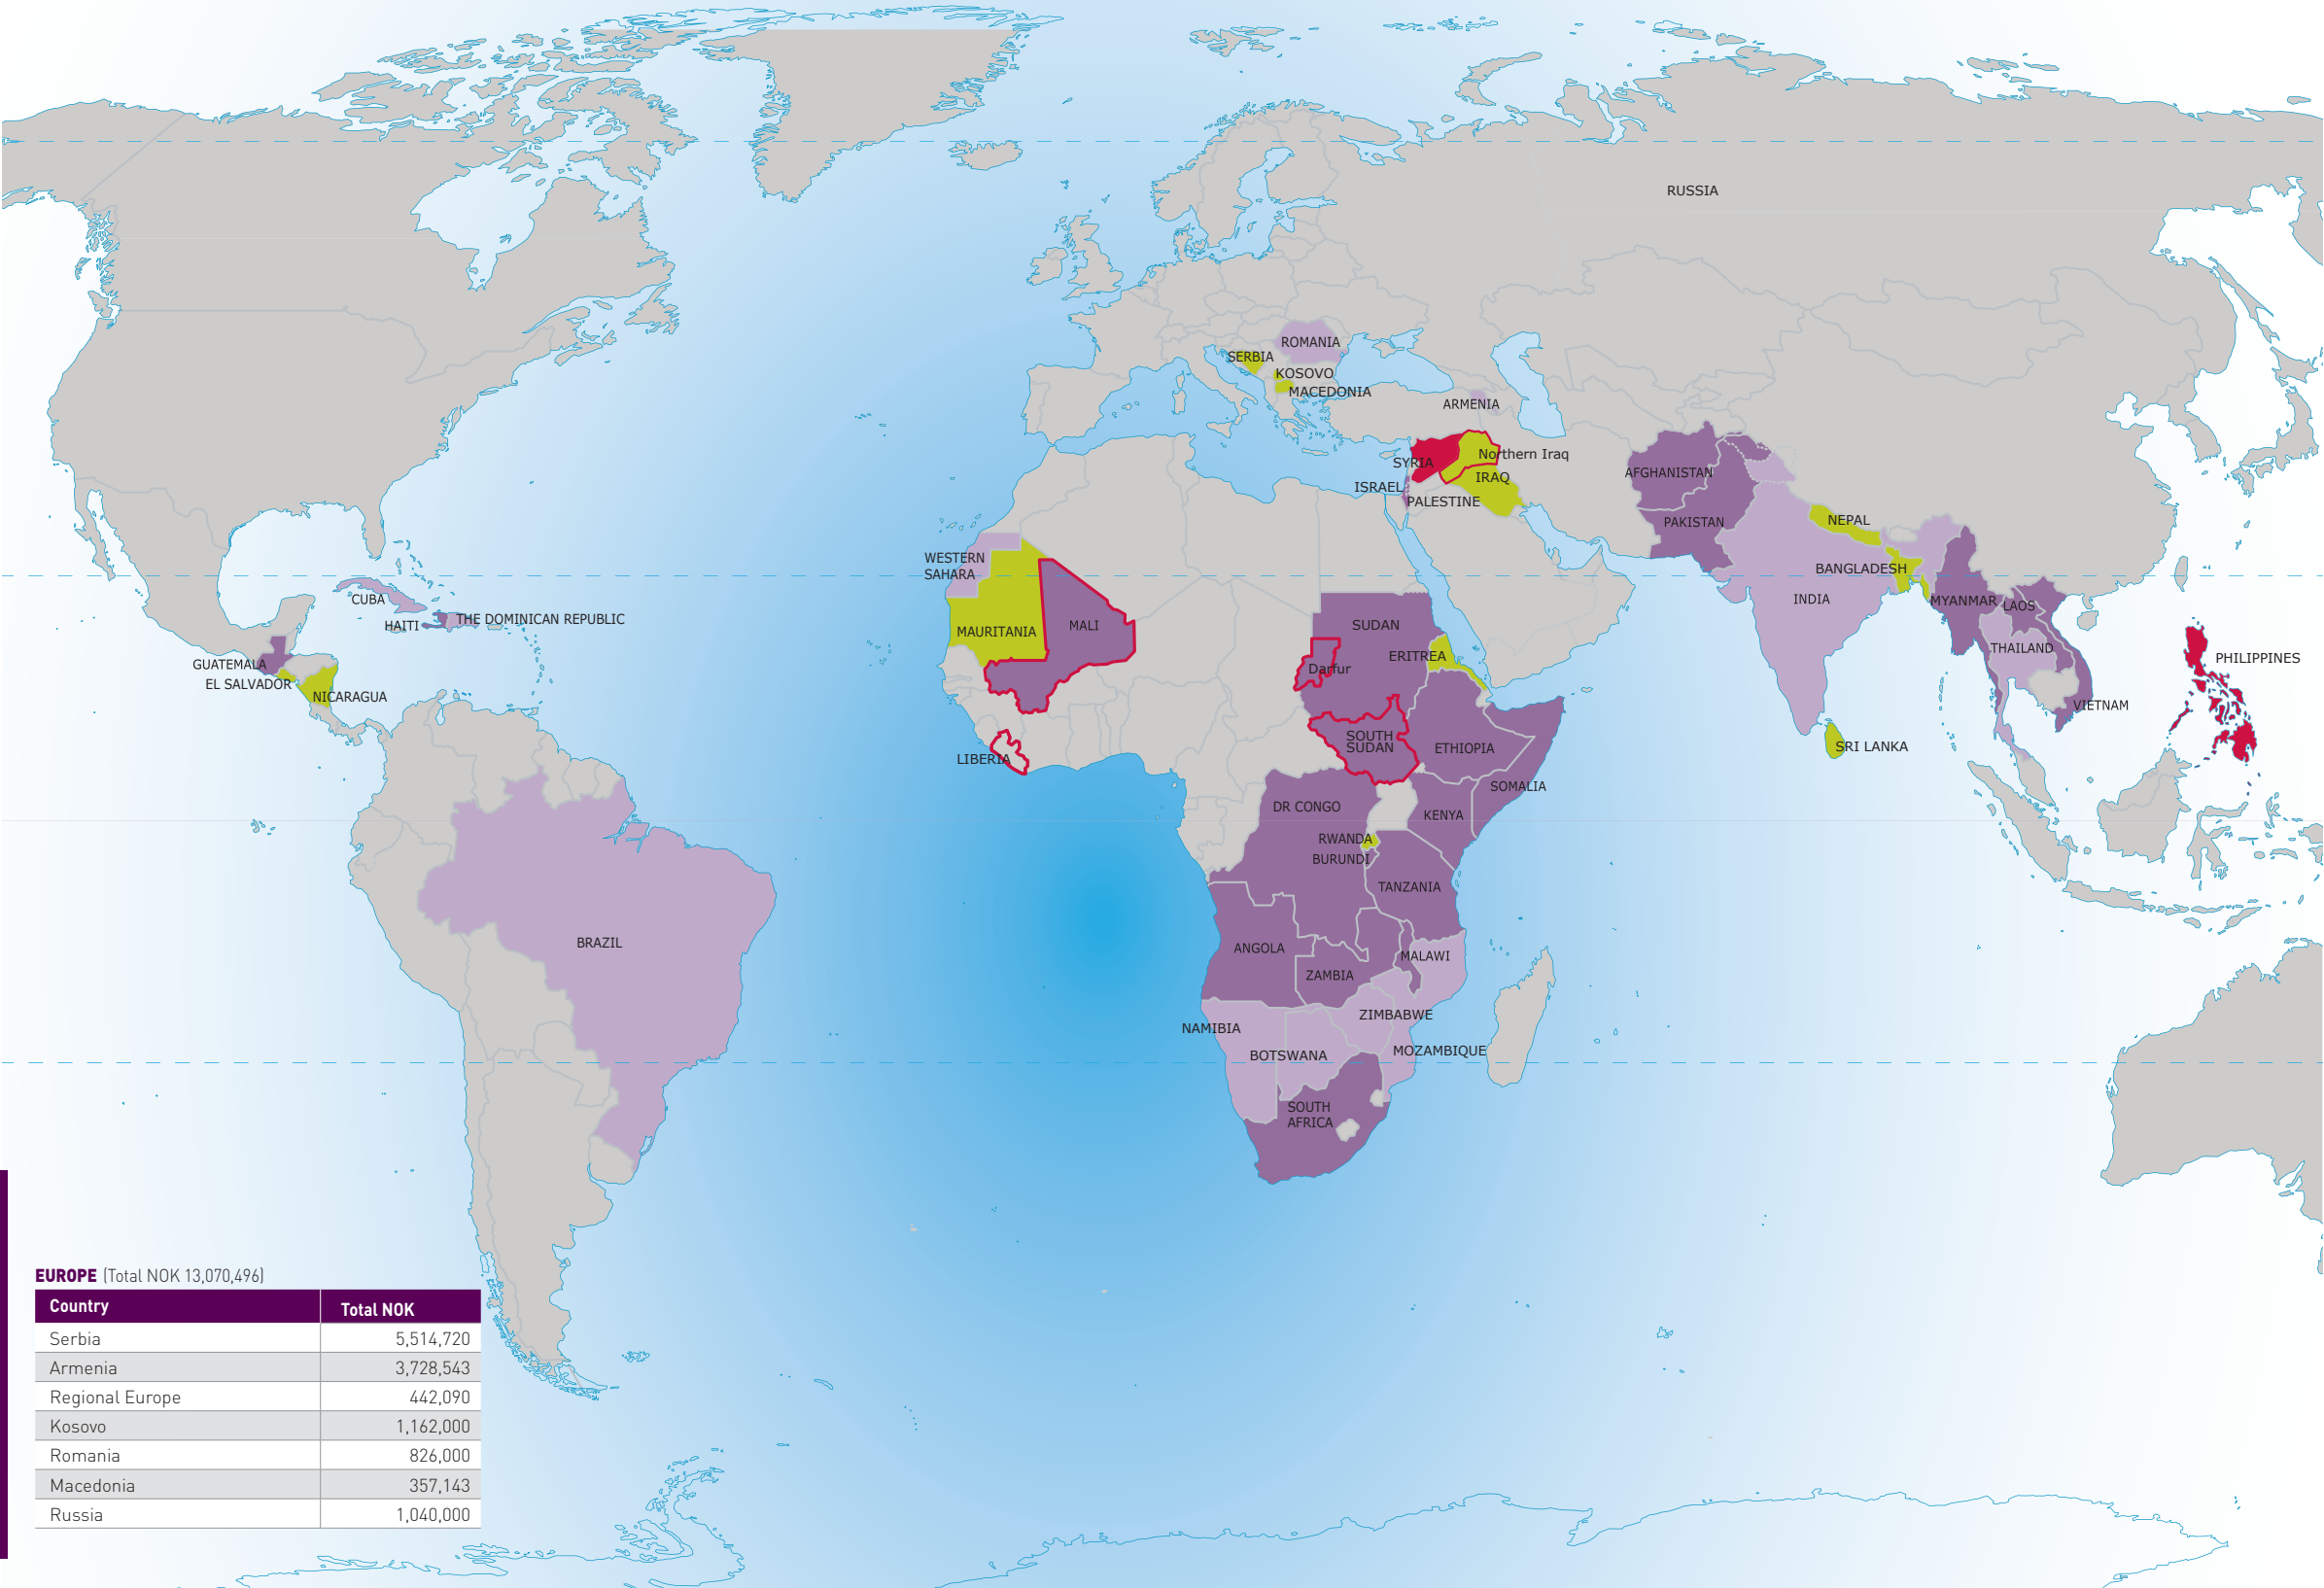 RUSSIA
ROMANIA
SERBIA
KOSOVO
MACEDONIA
ARMENIA
SYRIA
Northern Iraq
IRAQ
ISRAEL
PALESTINE
AFGHANISTAN
PAKISTAN
NEPAL
BANGLADESH
INDIA
MYANMAR
LAOS
THAILAND
VIETNAM
PHILIPPINES
SRI LANKA
WESTERN
SAHARA
MAURITANIA
MALI
LIBERIA
SUDAN
Darfur
ERITREA
SOUTH
SUDAN
ETHIOPIA
SOMALIA
DR CONGO
KENYA
RWANDA
BURUNDI
TANZANIA
ANGOLA
ZAMBIA
MALAWI
ZIMBABWE
NAMIBIA
BOTSWANA
MOZAMBIQUE
SOUTH
AFRICA
CUBA
HAITI
THE DOMINICAN REPUBLIC
GUATEMALA
EL SALVADOR
NICARAGUA
BRAZIL
EUROPE (Total NOK 13,070,496)
Country Total NOK
Serbia 5,514,720
Armenia 3,728,543
Regional Europe 442,090
Kosovo 1,162,000
Romania 826,000
Macedonia 357,143
Russia 1,040,000